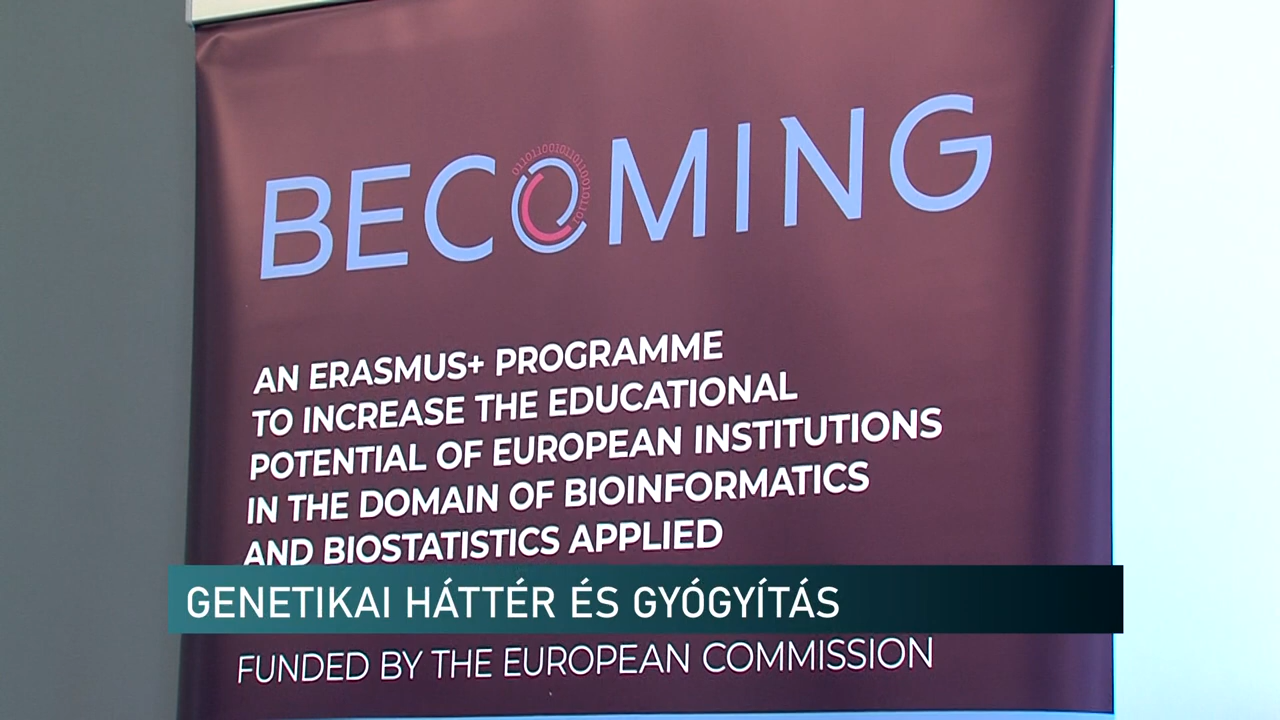 BECOMING
AN ERASMUS+ PROGRAMME
TO INCREASE THE EDUCATIONAL
POTENTIAL OF EUROPEAN INSTITUTIONS
IN THE DOMAIN OF BIOINFORMATICS
AND BIOSTATISTICS APPLIED
GENETIKAI HÁTTÉR ÉS GYÓGYÍTÁS
FUNDED BY THE EUROPEAN COMMISSION